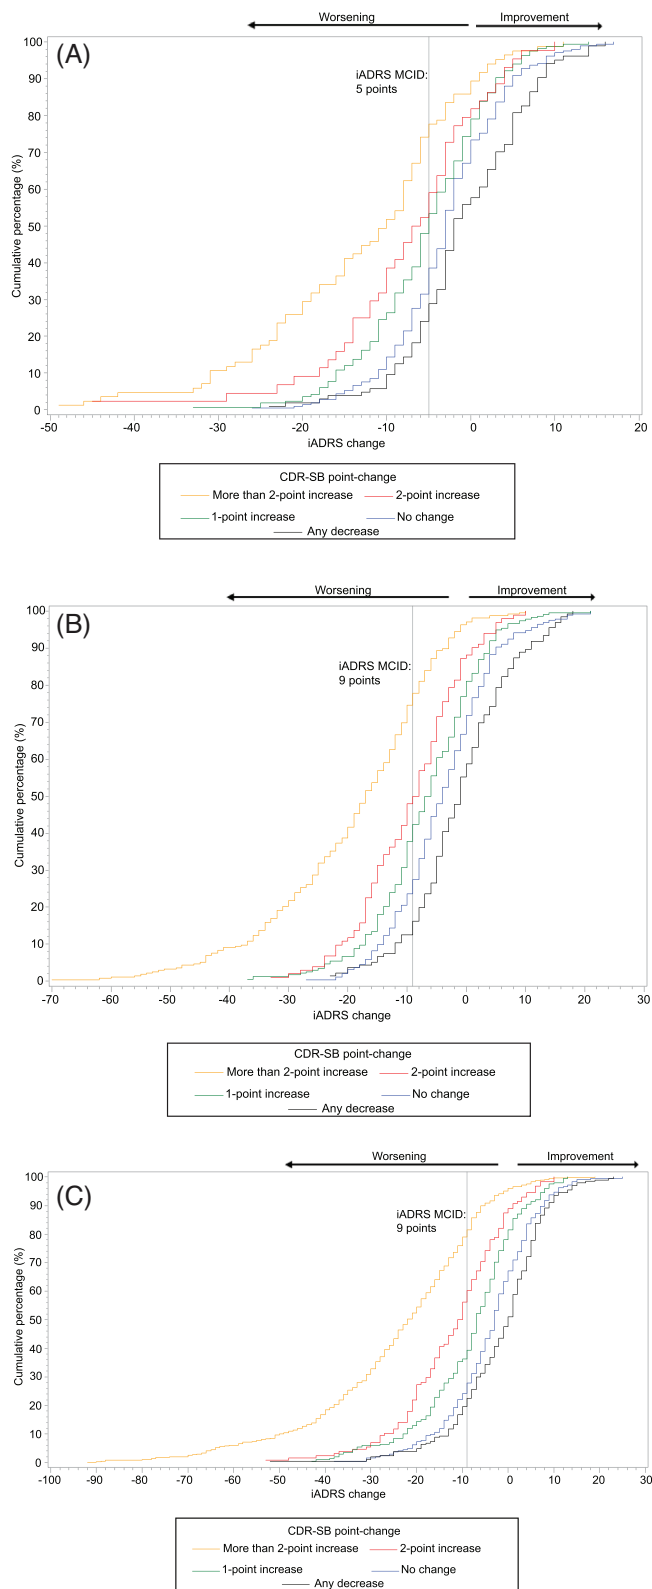 Worsening Improvement
(A)
iADRS MCID:
5 points
Cumulative percentage (%)
100
90
80
70
60
50
40
30
20
10
0
-50 -40 -30 -20 -10 0 10 20
iADRS change
CDR-SB point-change
More than 2-point increase 2-point increase
1-point increase No change
Any decrease
Worsening Improvement
(B)
iADRS MCID:
9 points
Cumulative percentage (%)
100
90
80
70
60
50
40
30
20
10
0
-70 -60 -50 -40 -30 -20 -10 0 10 20 30
iADRS change
CDR-SB point-change
More than 2-point increase 2-point increase
1-point increase No change
Any decrease
Worsening Improvement
(C)
iADRS MCID:
9 points
Cumulative percentage (%)
100
90
80
70
60
50
40
30
20
10
0
-100 -90 -80 -70 -60 -50 -40 -30 -20 -10 0 10 20 30
iADRS change
CDR-SB point-change
More than 2-point increase 2-point increase
1-point increase No change
Any decrease